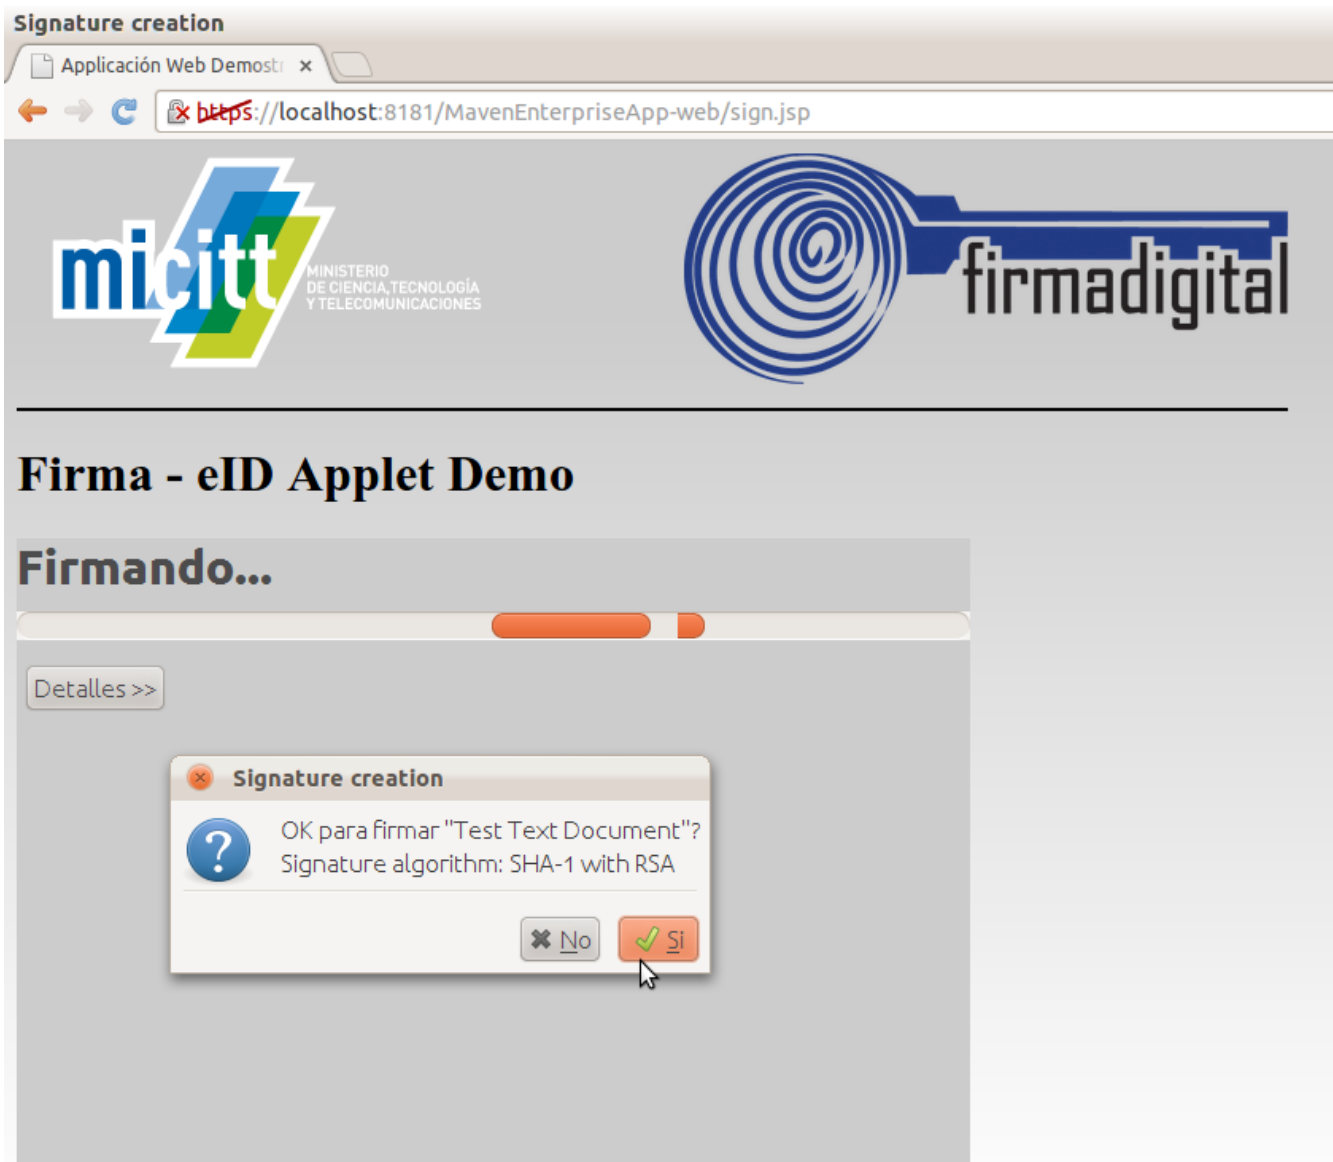 Signature creation
Applicación Web Demostr
https://localhost:8181/MavenEnterpriseApp-web/sign.jsp
micitt
MINISTERIO
DE CIENCIA,TECNOLOGÍA
Y TELECOMUNICACIONES
firmadigital
Firma - eID Applet Demo
Firmando...
Detalles >>
Signature creation
OK para firmar "Test Text Document"?
Signature algorithm: SHA-1 with RSA
No
Si